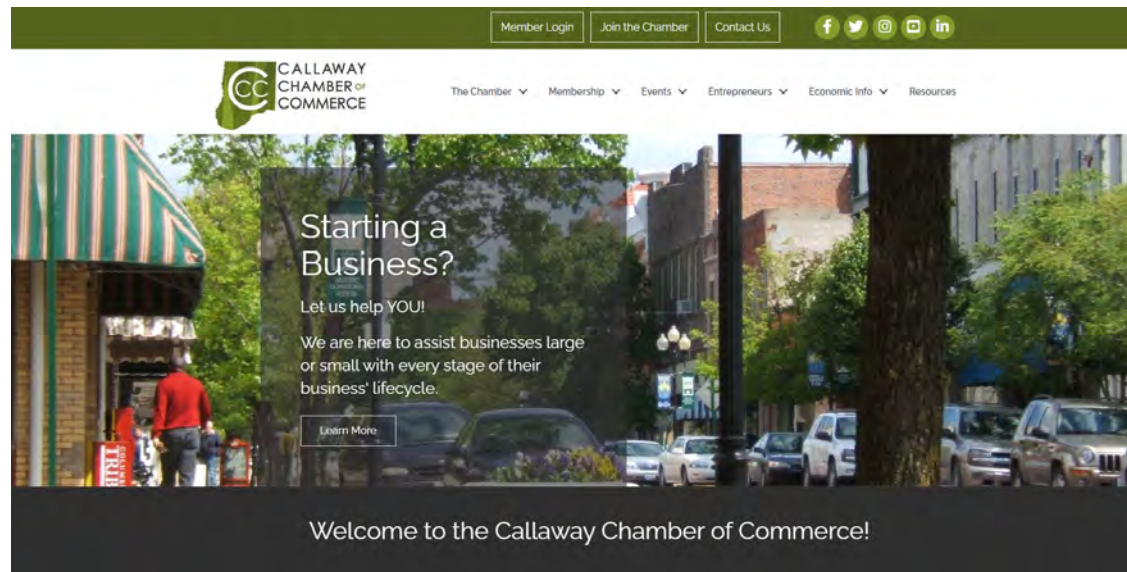 Member Login
Join the Chamber
Contact Us
CC
CALLAWAY
CHAMBER OF
COMMERCE
The Chamber
Membership
Events
Entrepreneurs
Economic Info
Resources
Starting a
Business?
Let us help YOU!
We are here to assist businesses large
or small with every stage of their
business' lifecycle.
Learn More
TRIB
Welcome to the Callaway Chamber of Commerce!